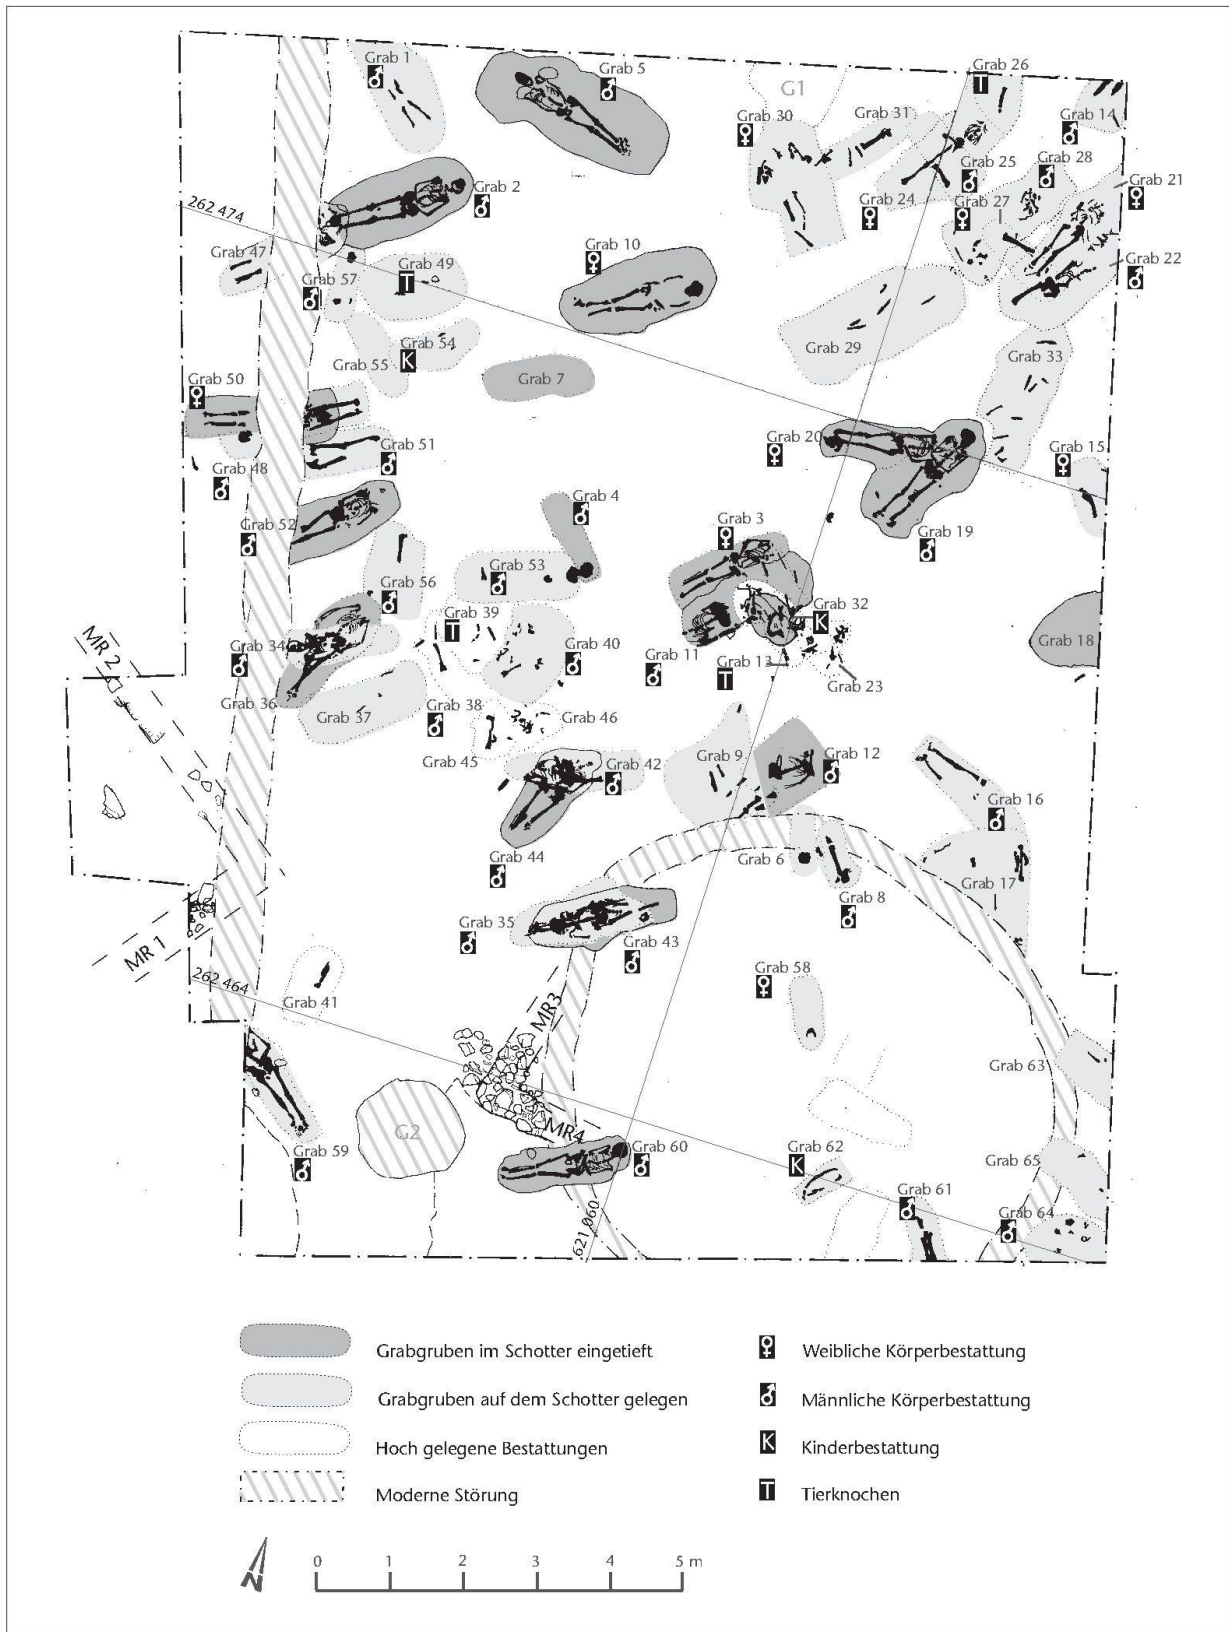 Grab 1
Grab 5
Grab 26
T
G1
Grab 30
Grab 31
Grab 14
Grab 25
Grab 28
Grab 21
Grab 2
Grab 24
Grab 27
262 474
Grab 10
Grab 22
Grab 47
Grab 57
Grab 49
T
Grab 54
K
Grab 55
Grab 29
Grab 33
Grab 7
Grab 50
Grab 51
Grab 20
Grab 15
Grab 48
Grab 4
Grab 52
Grab 3
Grab 19
Grab 53
Grab 56
Grab 39
T
Grab 32
K
Grab 34
Grab 40
Grab 11
Grab 13
T
Grab 23
Grab 18
MR 2
Grab 36
Grab 37
Grab 38
Grab 46
Grab 45
Grab 42
Grab 9
Grab 12
Grab 16
Grab 44
Grab 6
Grab 8
Grab 17
Grab 35
Grab 43
MR 1
262 464
Grab 41
Grab 58
MR3
Grab 63
G2
MR4
Grab 59
Grab 60
Grab 62
K
Grab 65
Grab 61
Grab 64
621 060
Grabgruben im Schotter eingetieft
Grabgruben auf dem Schotter gelegen
Hoch gelegene Bestattungen
Moderne Störung
♀ Weibliche Körperbestattung
♂ Männliche Körperbestattung
K Kinderbestattung
T Tierknochen
N
0 1 2 3 4 5 m